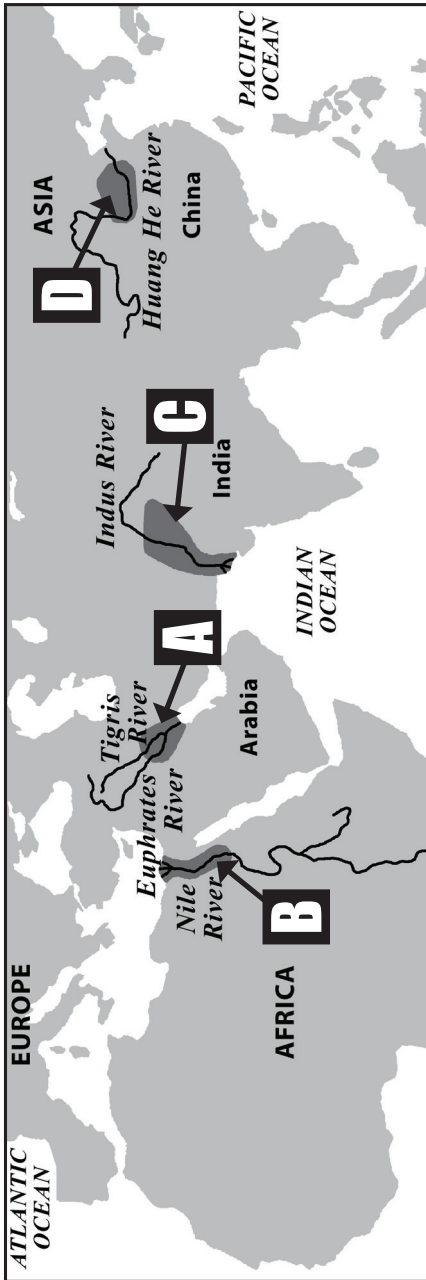 ATLANTIC
OCEAN
EUROPE
AFRICA
B
Nile
River
Euphrates
River
Tigris
River
A
Arabia
Indus River
C
India
INDIAN
OCEAN
ASIA
D
Huang He River
China
PACIFIC
OCEAN